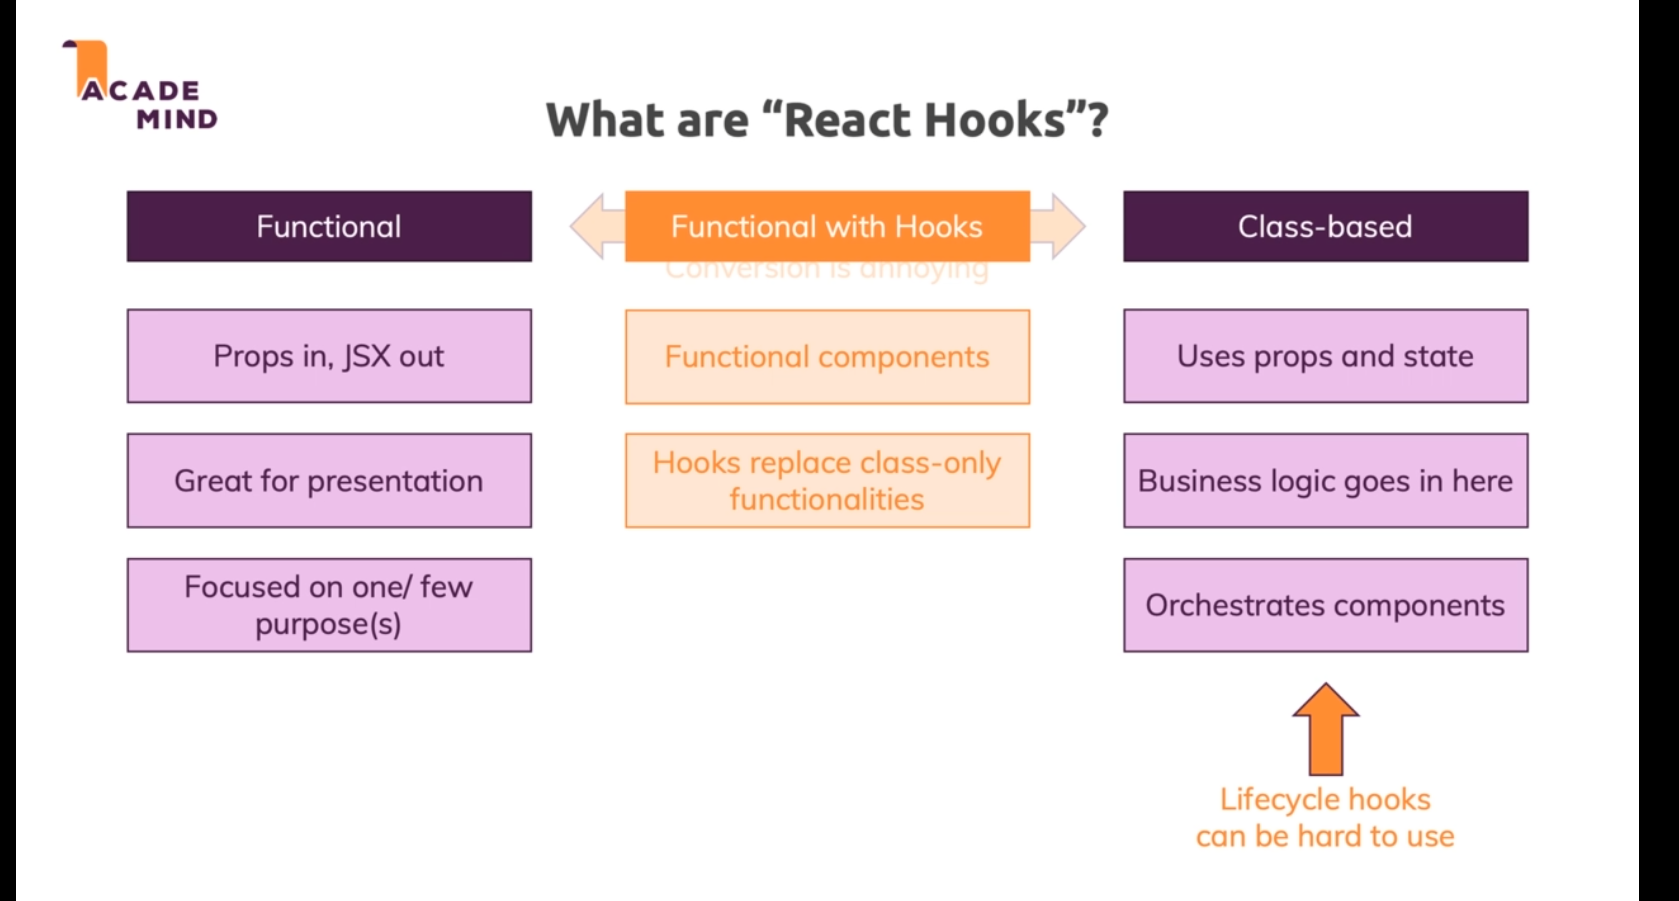 ACADE
MIND
What are “React Hooks”?
Functional
Functional with Hooks
Class-based
Conversion is annoying
Props in, JSX out
Functional components
Uses props and state
Great for presentation
Hooks replace class-only
functionalities
Business logic goes in here
Focused on one/ few
purpose(s)
Orchestrates components
Lifecycle hooks
can be hard to use